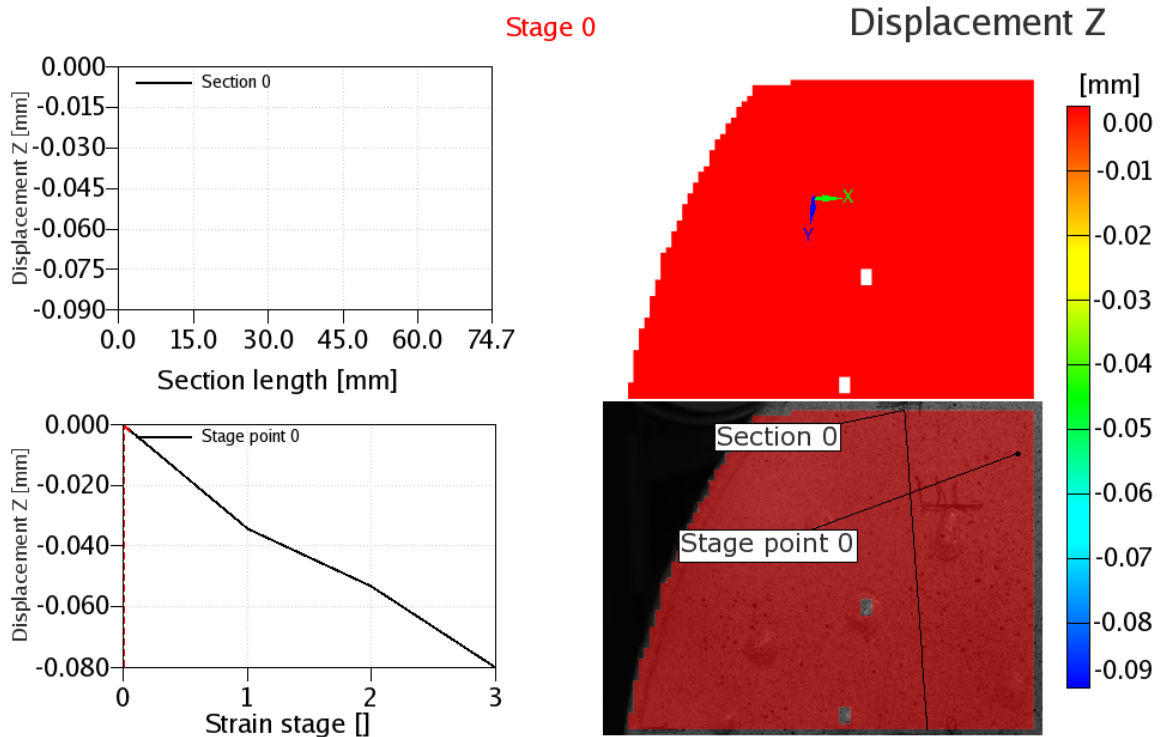 Stage 0
Displacement Z
Displacement Z [mm]
0.000
-0.015
-0.030
-0.045
-0.060
-0.075
-0.090
Section 0
0.0 15.0 30.0 45.0 60.0 74.7
Section length [mm]
X
Y
[mm]
0.00
-0.01
-0.02
-0.03
-0.04
-0.05
-0.06
-0.07
-0.08
-0.09
Displacement Z [mm]
0.000
-0.020
-0.040
-0.060
-0.080
Stage point 0
0 1 2 3
Strain stage []
Section 0
Stage point 0